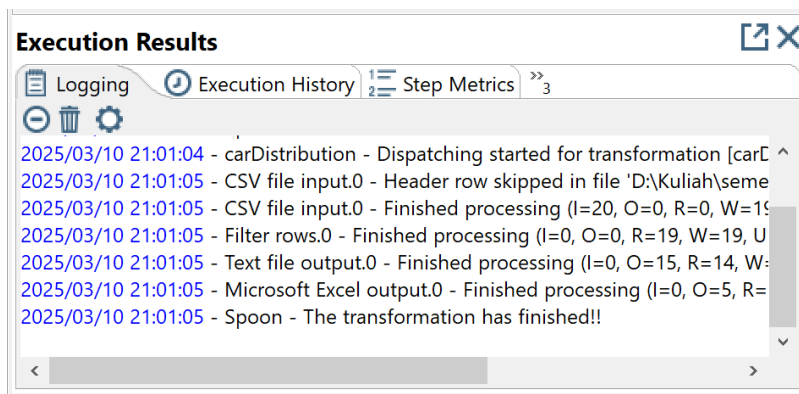 Execution Results
Logging Execution History Step Metrics »3
2025/03/10 21:01:04 - carDistribution - Dispatching started for transformation [carD
2025/03/10 21:01:05 - CSV file input.0 - Header row skipped in file 'D:\Kuliah\seme
2025/03/10 21:01:05 - CSV file input.0 - Finished processing (I=20, O=0, R=0, W=19
2025/03/10 21:01:05 - Filter rows.0 - Finished processing (I=0, O=0, R=19, W=19, U
2025/03/10 21:01:05 - Text file output.0 - Finished processing (I=0, O=15, R=14, W=
2025/03/10 21:01:05 - Microsoft Excel output.0 - Finished processing (I=0, O=5, R=
2025/03/10 21:01:05 - Spoon - The transformation has finished!!